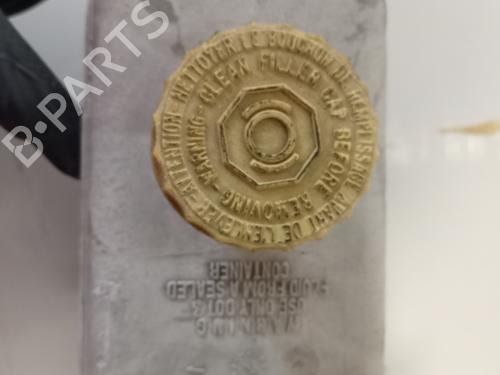 B-PARTS
ATTENTION-NETTOYER LE BOUCHON DE REMPLISSAGE AVANT DE L'ENLEVER-
WARNING-CLEAN FILLER CAP BEFORE REMOVING-
WARNING
USE ONLY DOT 4
FLUID FROM A SEALED
CONTAINER